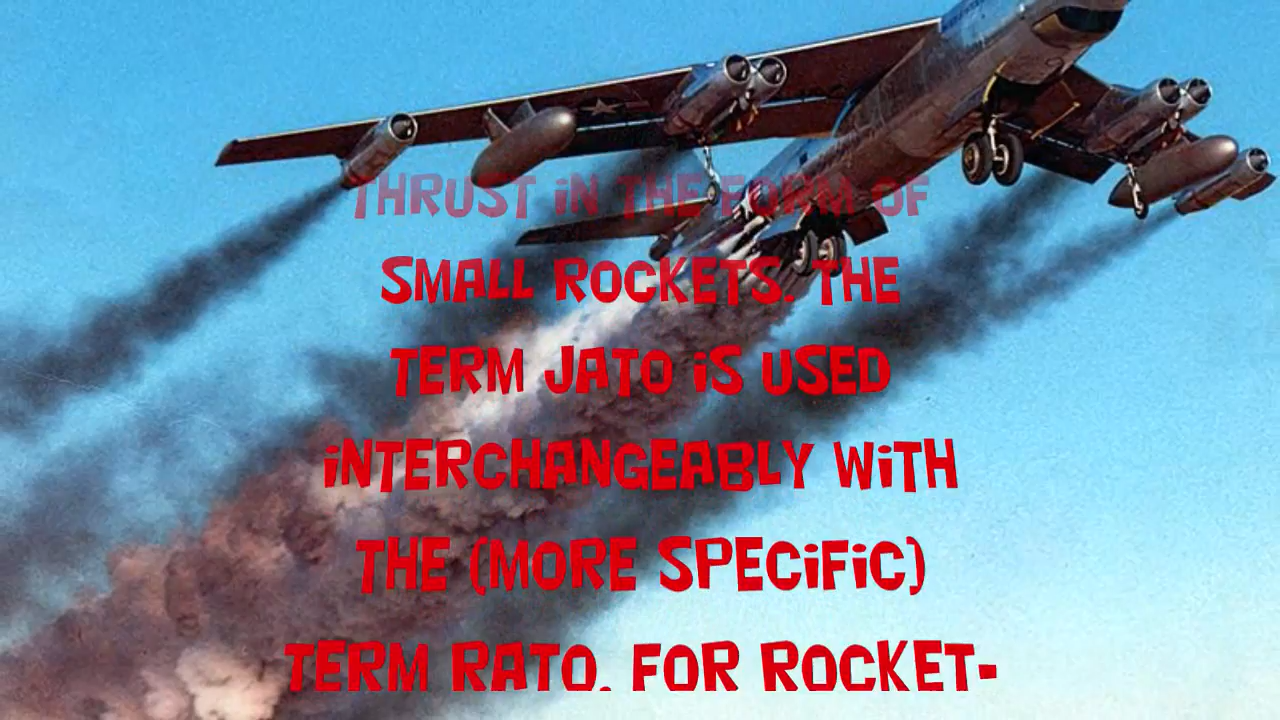 THRUST iN THE FORM OF
SMALL ROCKETS. THE
TERM JATO iS USED
iNTERCHANGEABLY WiTH
THE (MORE SPECiFiC)
TERM RATO, FOR ROCKET-